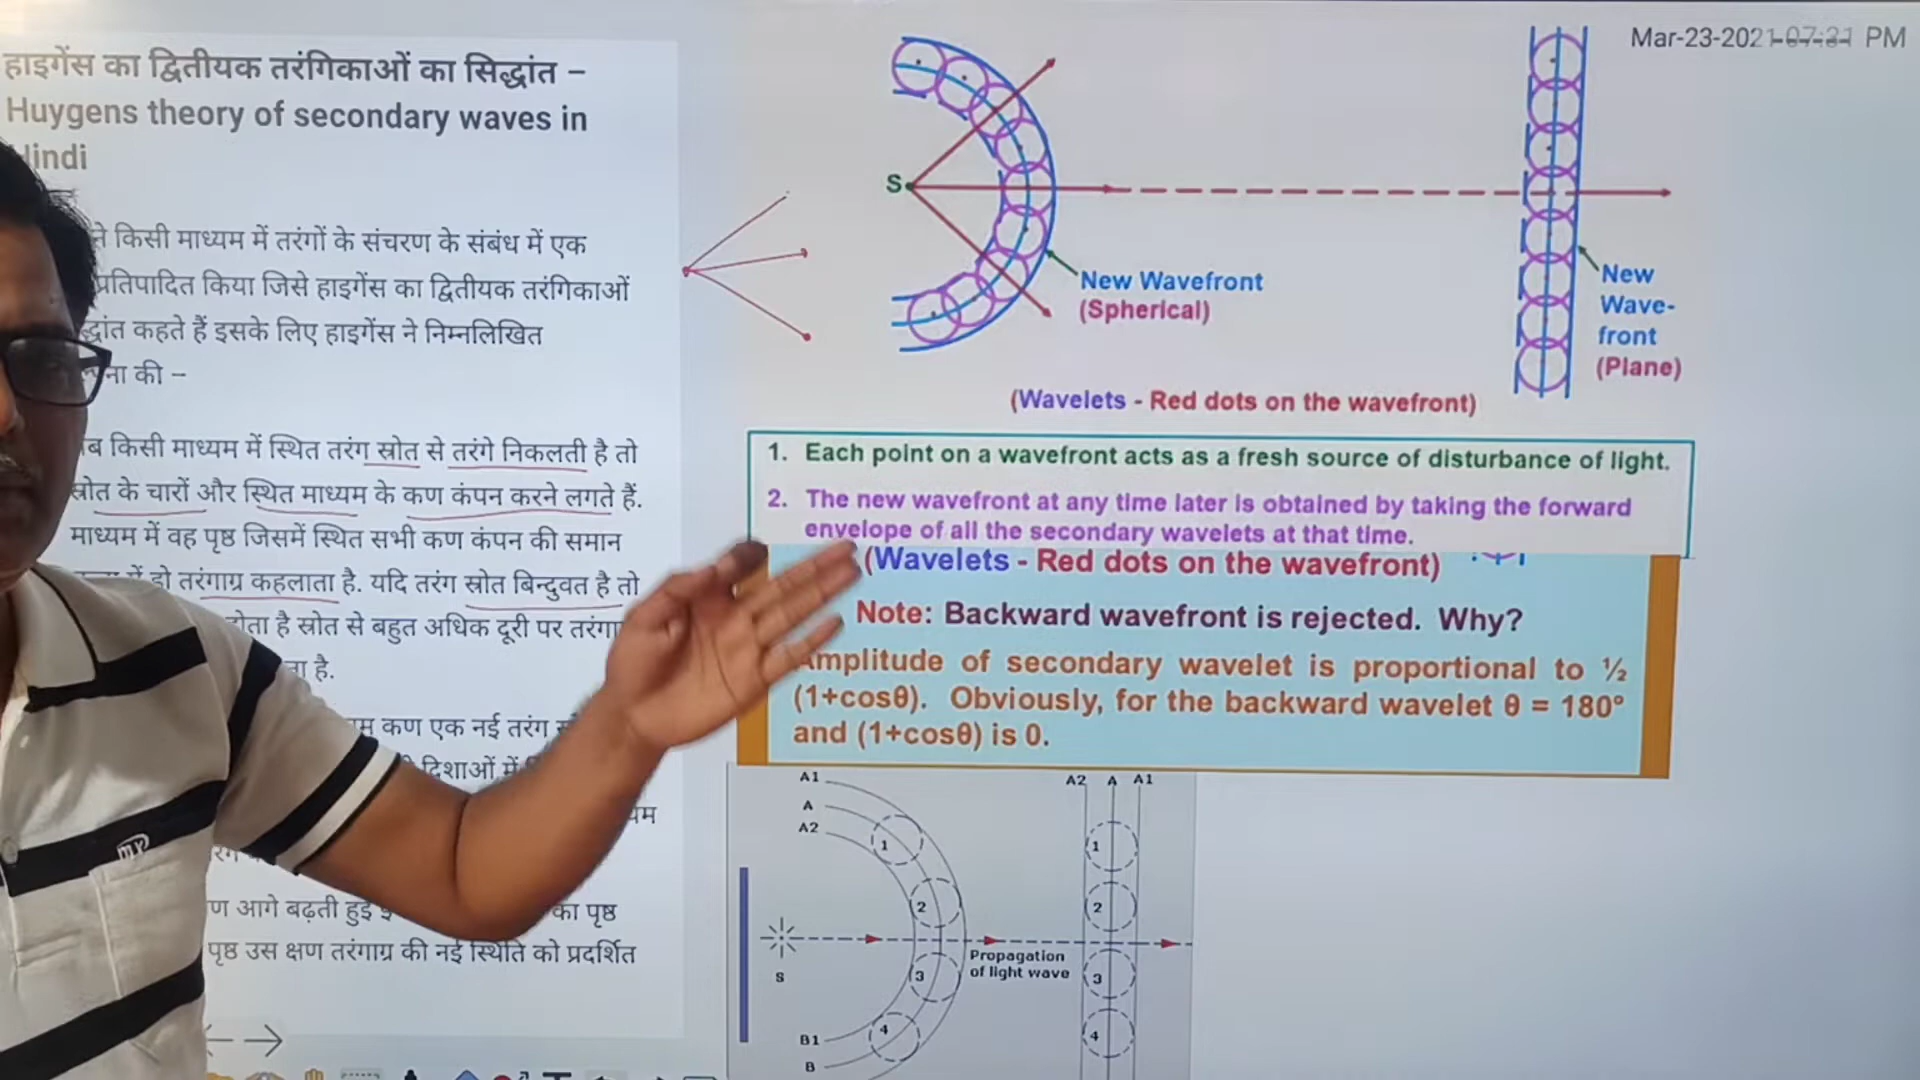 हाइगेंस का द्वितीयक तरंगिकाओं का सिद्धांत –
Huygens theory of secondary waves in
Hindi
किसी माध्यम में तरंगों के संचरण के संबंध में एक
प्रतिपादित किया जिसे हाइगेंस का द्वितीयक तरंगिकाओं
कहते हैं इसके लिए हाइगेंस ने निम्नलिखित
की –
किसी माध्यम में स्थित तरंग स्रोत से तरंगे निकलती है तो
स्रोत के चारों और स्थित माध्यम के कण कंपन करने लगते हैं.
माध्यम में वह पृष्ठ जिसमें स्थित सभी कण कंपन की समान
में हो तरंगाग्र कहलाता है. यदि तरंग स्रोत बिन्दुवत है तो
है स्रोत से बहुत अधिक दूरी पर
है.
कण एक नई तरंग
दिशाओं में
आगे बढ़ती हुई
का पृष्ठ
पृष्ठ उस क्षण तरंगाग्र की नई स्थिति को प्रदर्शित
Mar-23-2021 07:31 PM
S
New Wavefront
(Spherical)
New
Wave-
front
(Plane)
(Wavelets - Red dots on the wavefront)
1. Each point on a wavefront acts as a fresh source of disturbance of light.
2. The new wavefront at any time later is obtained by taking the forward
envelope of all the secondary wavelets at that time.
(Wavelets - Red dots on the wavefront)
Note: Backward wavefront is rejected. Why?
Amplitude of secondary wavelet is proportional to ½
(1+cosθ). Obviously, for the backward wavelet θ = 180°
and (1+cosθ) is 0.
A1
A
A2
1
2
3
4
S
B1
B
Propagation
of light wave
A2 A A1
1
2
3
4